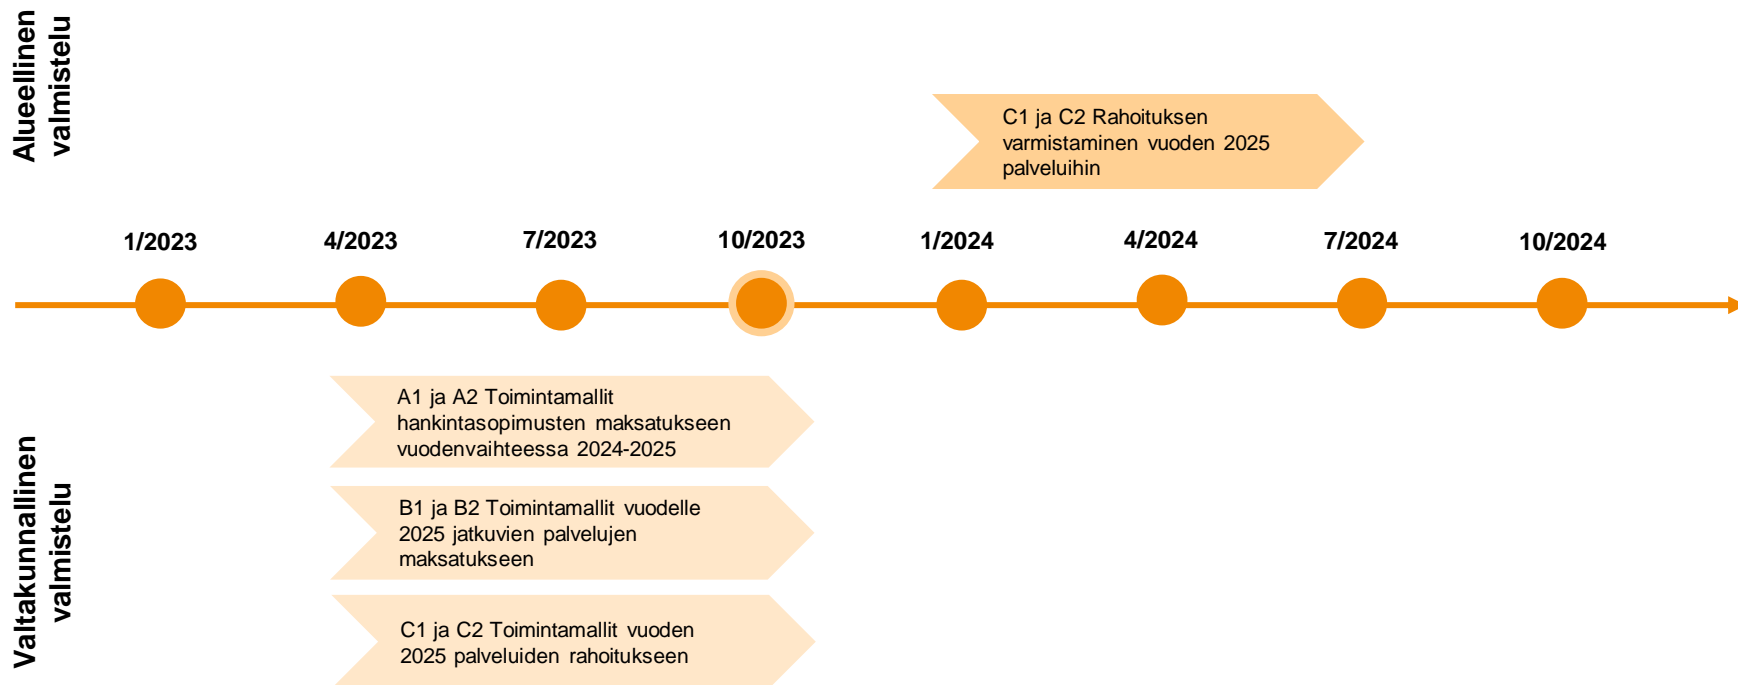 Alueellinen
valmistelu
C1 ja C2 Rahoituksen
varmistaminen vuoden 2025
palveluihin
1/2023
4/2023
7/2023
10/2023
1/2024
4/2024
7/2024
10/2024
Valtakunnallinen
valmistelu
A1 ja A2 Toimintamallit
hankintasopimusten maksatukseen
vuodenvaihteessa 2024-2025
B1 ja B2 Toimintamallit vuodelle
2025 jatkuvien palvelujen
maksatukseen
C1 ja C2 Toimintamallit vuoden
2025 palveluiden rahoitukseen